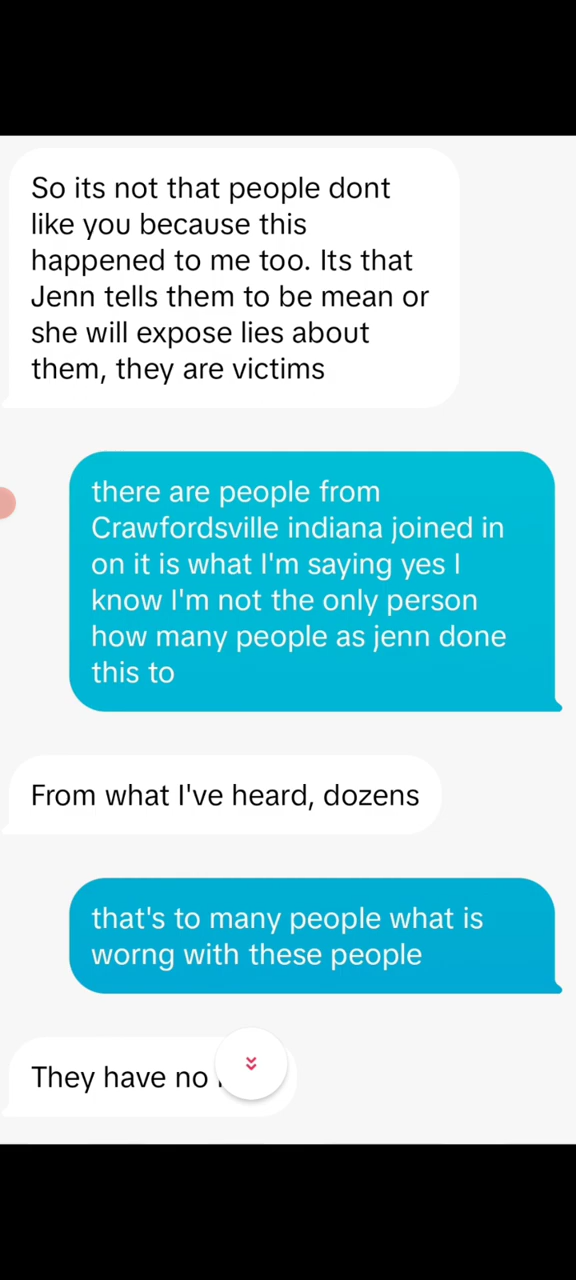 So its not that people dont
like you because this
happened to me too. Its that
Jenn tells them to be mean or
she will expose lies about
them, they are victims
there are people from
Crawfordsville indiana joined in
on it is what I'm saying yes I
know I'm not the only person
how many people as jenn done
this to
From what I've heard, dozens
that's to many people what is
worng with these people
They have no